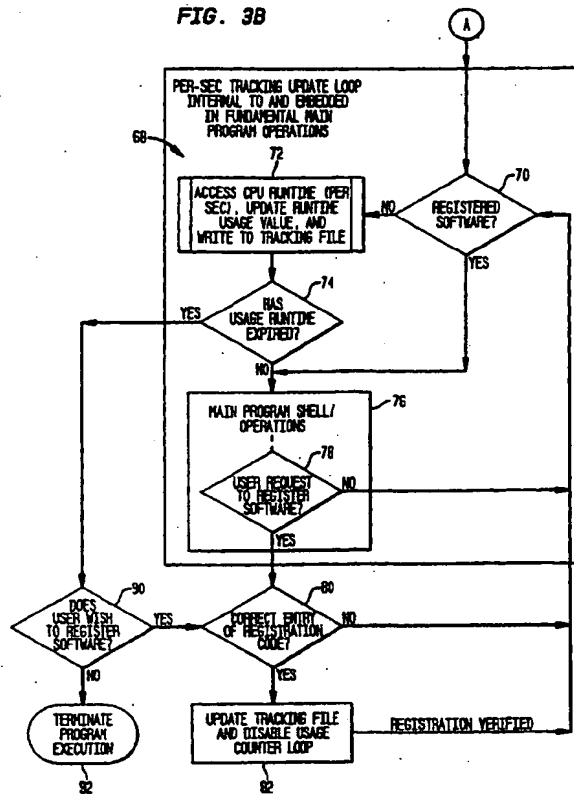 FIG. 3B
A
PER-SEC TRACKING UPDATE LOOP
INTERNAL TO AND EMBEDDED
IN FUNDAMENTAL MAIN
PROGRAM OPERATIONS
68
72
ACCESS CPU RUNTIME (PER
SEC), UPDATE RUNTIME
USAGE VALUE, AND
WRITE TO TRACKING FILE
NO
70
REGISTERED
SOFTWARE?
YES
74
HAS
USAGE RUNTIME
EXPIRED?
YES
NO
76
MAIN PROGRAM SHELL/
OPERATIONS
78
USER REQUEST
TO REGISTER
SOFTWARE?
NO
YES
90
DOES
USER WISH
TO REGISTER
SOFTWARE?
YES
NO
80
CORRECT ENTRY
OF REGISTRATION
CODE?
NO
YES
TERMINATE
PROGRAM
EXECUTION
92
UPDATE TRACKING FILE
AND DISABLE USAGE
COUNTER LOOP
82
REGISTRATION VERIFIED